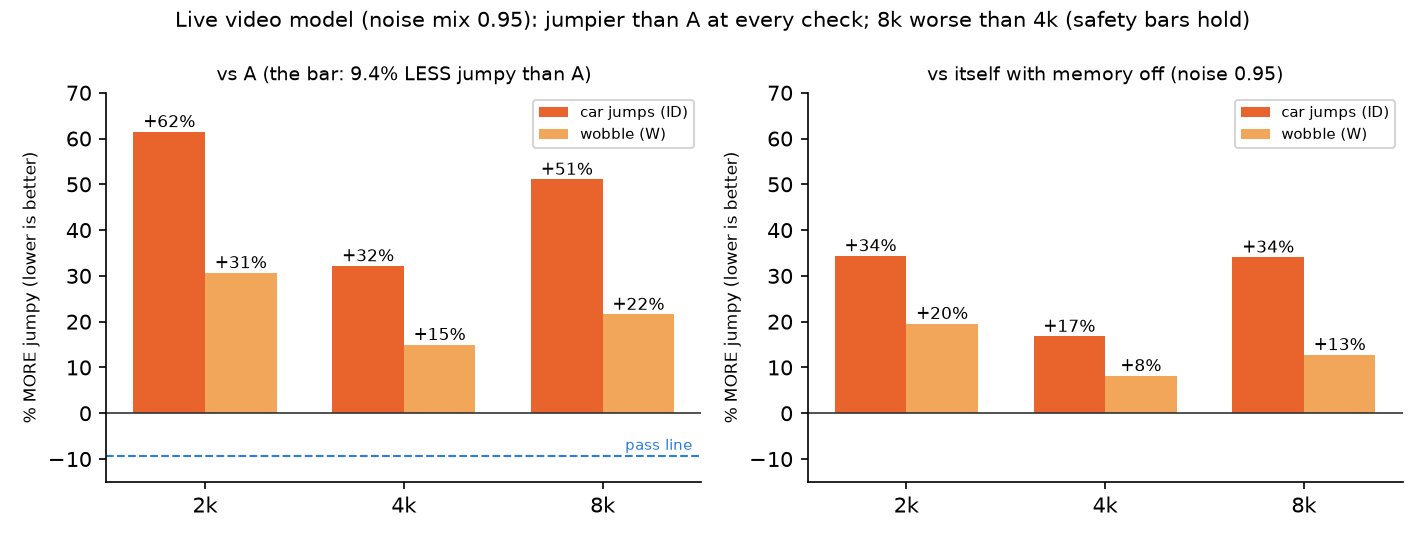 Live video model (noise mix 0.95): jumpier than A at every check; 8k worse than 4k (safety bars hold)
vs A (the bar: 9.4% LESS jumpy than A)
% MORE jumpy (lower is better)
70
60
50
40
30
20
10
0
−10
+62%
+31%
+32%
+15%
+51%
+22%
car jumps (ID)
wobble (W)
pass line
2k
4k
8k
vs itself with memory off (noise 0.95)
% MORE jumpy (lower is better)
70
60
50
40
30
20
10
0
−10
+34%
+20%
+17%
+8%
+34%
+13%
car jumps (ID)
wobble (W)
2k
4k
8k